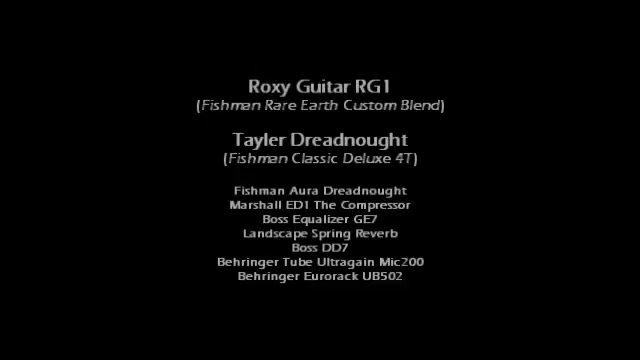 Roxy Guitar RG1
(Fishman Rare Earth Custom Blend)
Tayler Dreadnought
(Fishman Classic Deluxe 4T)
Fishman Aura Dreadnought
Marshall ED1 The Compressor
Boss Equalizer GE7
Landscape Spring Reverb
Boss DD7
Behringer Tube Ultragain Mic200
Behringer Eurorack UB502